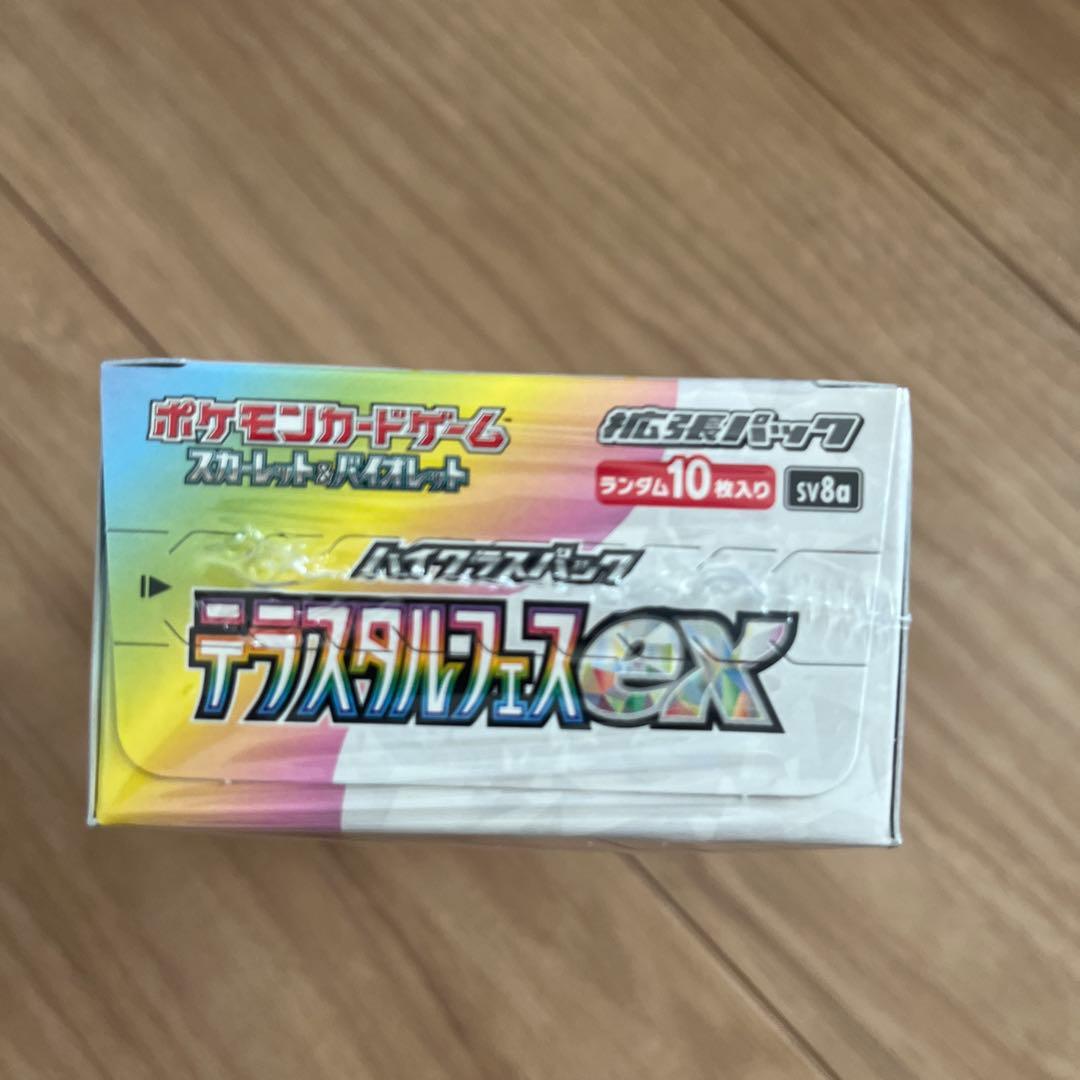 ポケモンカードゲーム
スカーレット&バイオレット
拡張パック
ランダム10枚入り
sv8a
ハイクラスパック
テラスタルフェスex